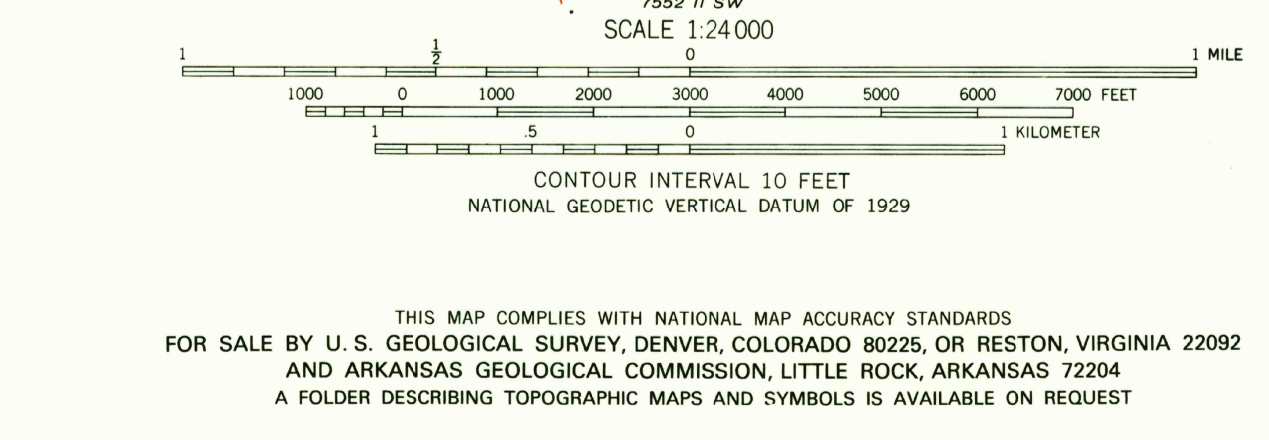 7552 II SW
SCALE 1:24 000
1 ½ 0 1 MILE
1000 0 1000 2000 3000 4000 5000 6000 7000 FEET
1 .5 0 1 KILOMETER
CONTOUR INTERVAL 10 FEET
NATIONAL GEODETIC VERTICAL DATUM OF 1929
THIS MAP COMPLIES WITH NATIONAL MAP ACCURACY STANDARDS
FOR SALE BY U. S. GEOLOGICAL SURVEY, DENVER, COLORADO 80225, OR RESTON, VIRGINIA 22092
AND ARKANSAS GEOLOGICAL COMMISSION, LITTLE ROCK, ARKANSAS 72204
A FOLDER DESCRIBING TOPOGRAPHIC MAPS AND SYMBOLS IS AVAILABLE ON REQUEST